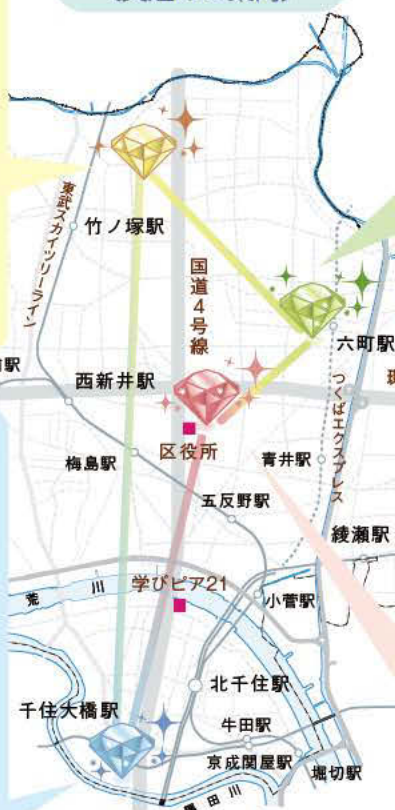 竹ノ塚駅
東武スカイツリーライン
国道4号線
六町駅
西新井駅
つくばエクスプレス
区役所
梅島駅
青井駅
五反野駅
綾瀬駅
荒川
学びピア21
小菅駅
千住大橋駅
北千住駅
牛田駅
京成関屋駅
堀切駅
隅田川